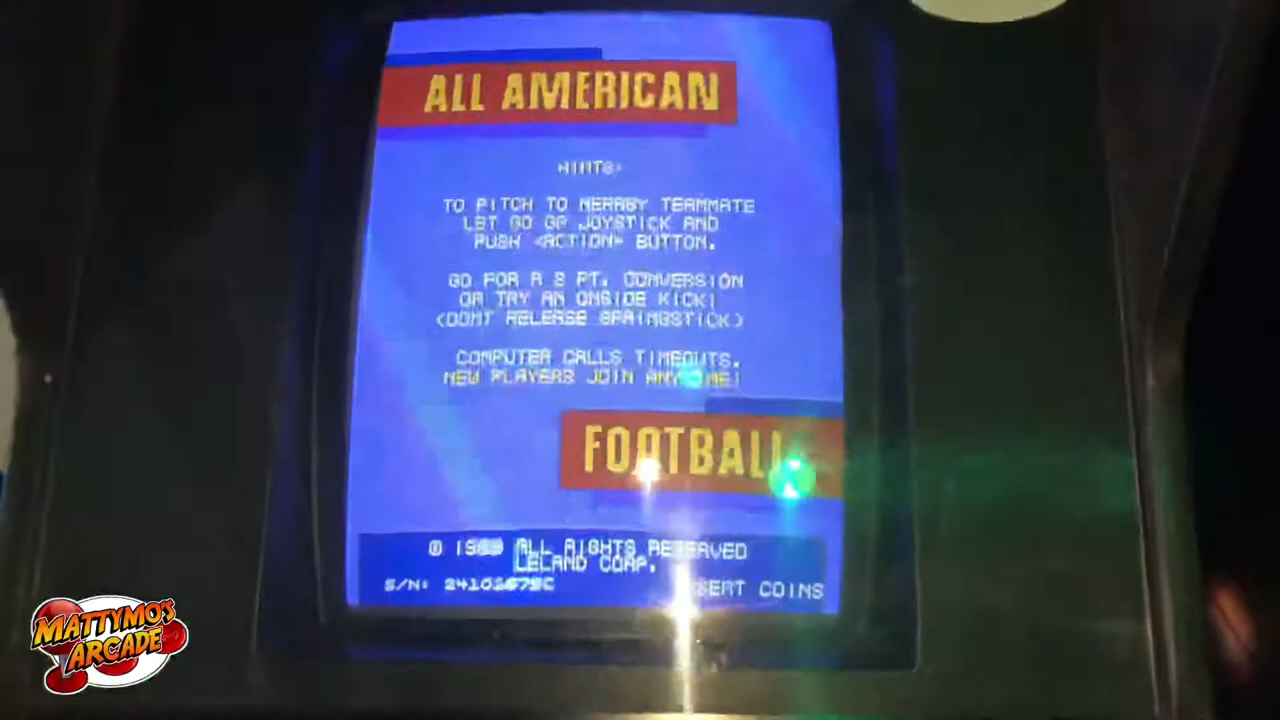 ALL AMERICAN
HINTS:
TO PITCH TO NEARBY TEAMMATE
LET GO OF JOYSTICK AND
PUSH <ACTION> BUTTON.
GO FOR A 2 PT. CONVERSION
OR TRY AN ONSIDE KICK!
(DONT RELEASE SPRINGSTICK)
COMPUTER CALLS TIMEOUTS.
NEW PLAYERS JOIN ANYTIME!
FOOTBALL
© ALL RIGHTS RESERVED
LELAND CORP.
S/N: INSERT COINS
MATTYMO'S
ARCADE